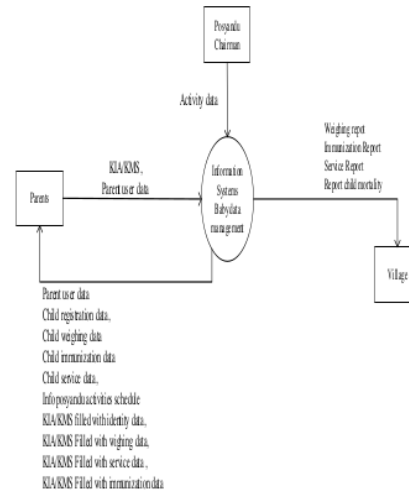 Posyandu
Chairman
Activity data
Weighing repot
Immunization Report
Service Report
Report child mortality
KIA/KMS,
Parent user data
Information
Systems
Baby data
management
Parents
Village
Parent user data
Child registration data,
Child weighing data
Child immunization data
Child service data,
Info posyandu activities schedule
KIA/KMS filled with identity data,
KIA/KMS Filled with wighing data,
KIA/KMS Filled with service data ,
KIA/KMS Filled with immunization data